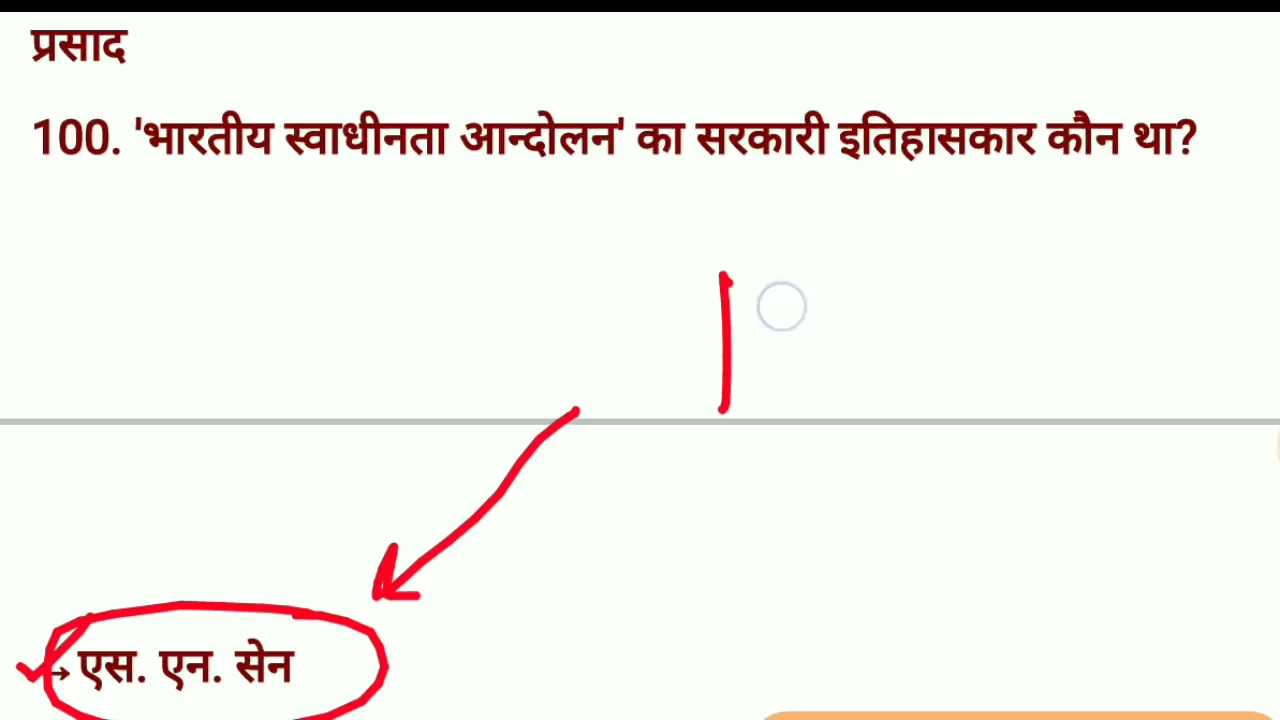 प्रसाद
100. 'भारतीय स्वाधीनता आन्दोलन' का सरकारी इतिहासकार कौन था?
→ एस. एन. सेन